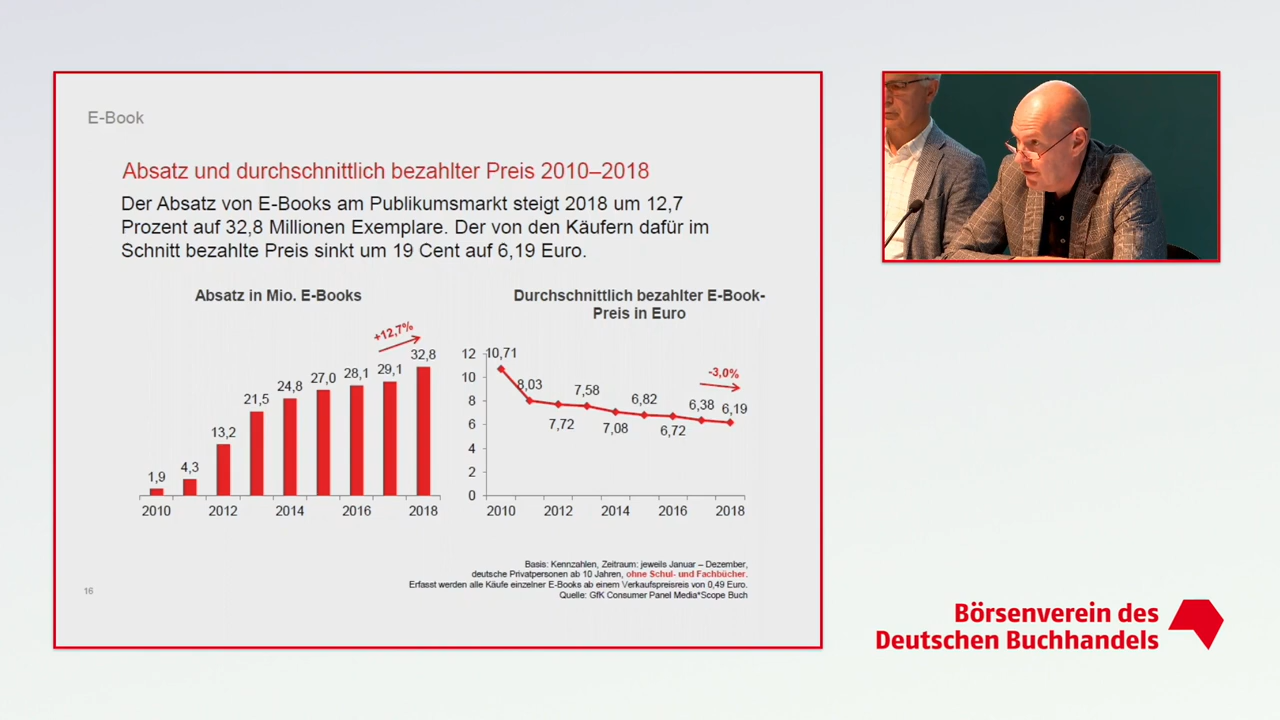 E-Book
Absatz und durchschnittlich bezahlter Preis 2010–2018
Der Absatz von E-Books am Publikumsmarkt steigt 2018 um 12,7
Prozent auf 32,8 Millionen Exemplare. Der von den Käufern dafür im
Schnitt bezahlte Preis sinkt um 19 Cent auf 6,19 Euro.
Absatz in Mio. E-Books
+12,7%
1,9 4,3 13,2 21,5 24,8 27,0 28,1 29,1 32,8
2010 2012 2014 2016 2018
Durchschnittlich bezahlter E-Book-
Preis in Euro
12
10
8
6
4
2
0
10,71 8,03 7,72 7,58 7,08 6,82 6,72 6,38 6,19
-3,0%
2010 2012 2014 2016 2018
Basis: Kennzahlen, Zeitraum: jeweils Januar – Dezember,
deutsche Privatpersonen ab 10 Jahren, ohne Schul- und Fachbücher.
Erfasst werden alle Käufe einzelner E-Books ab einem Verkaufspreisreis von 0,49 Euro.
Quelle: GfK Consumer Panel Media*Scope Buch
16
Börsenverein des
Deutschen Buchhandels